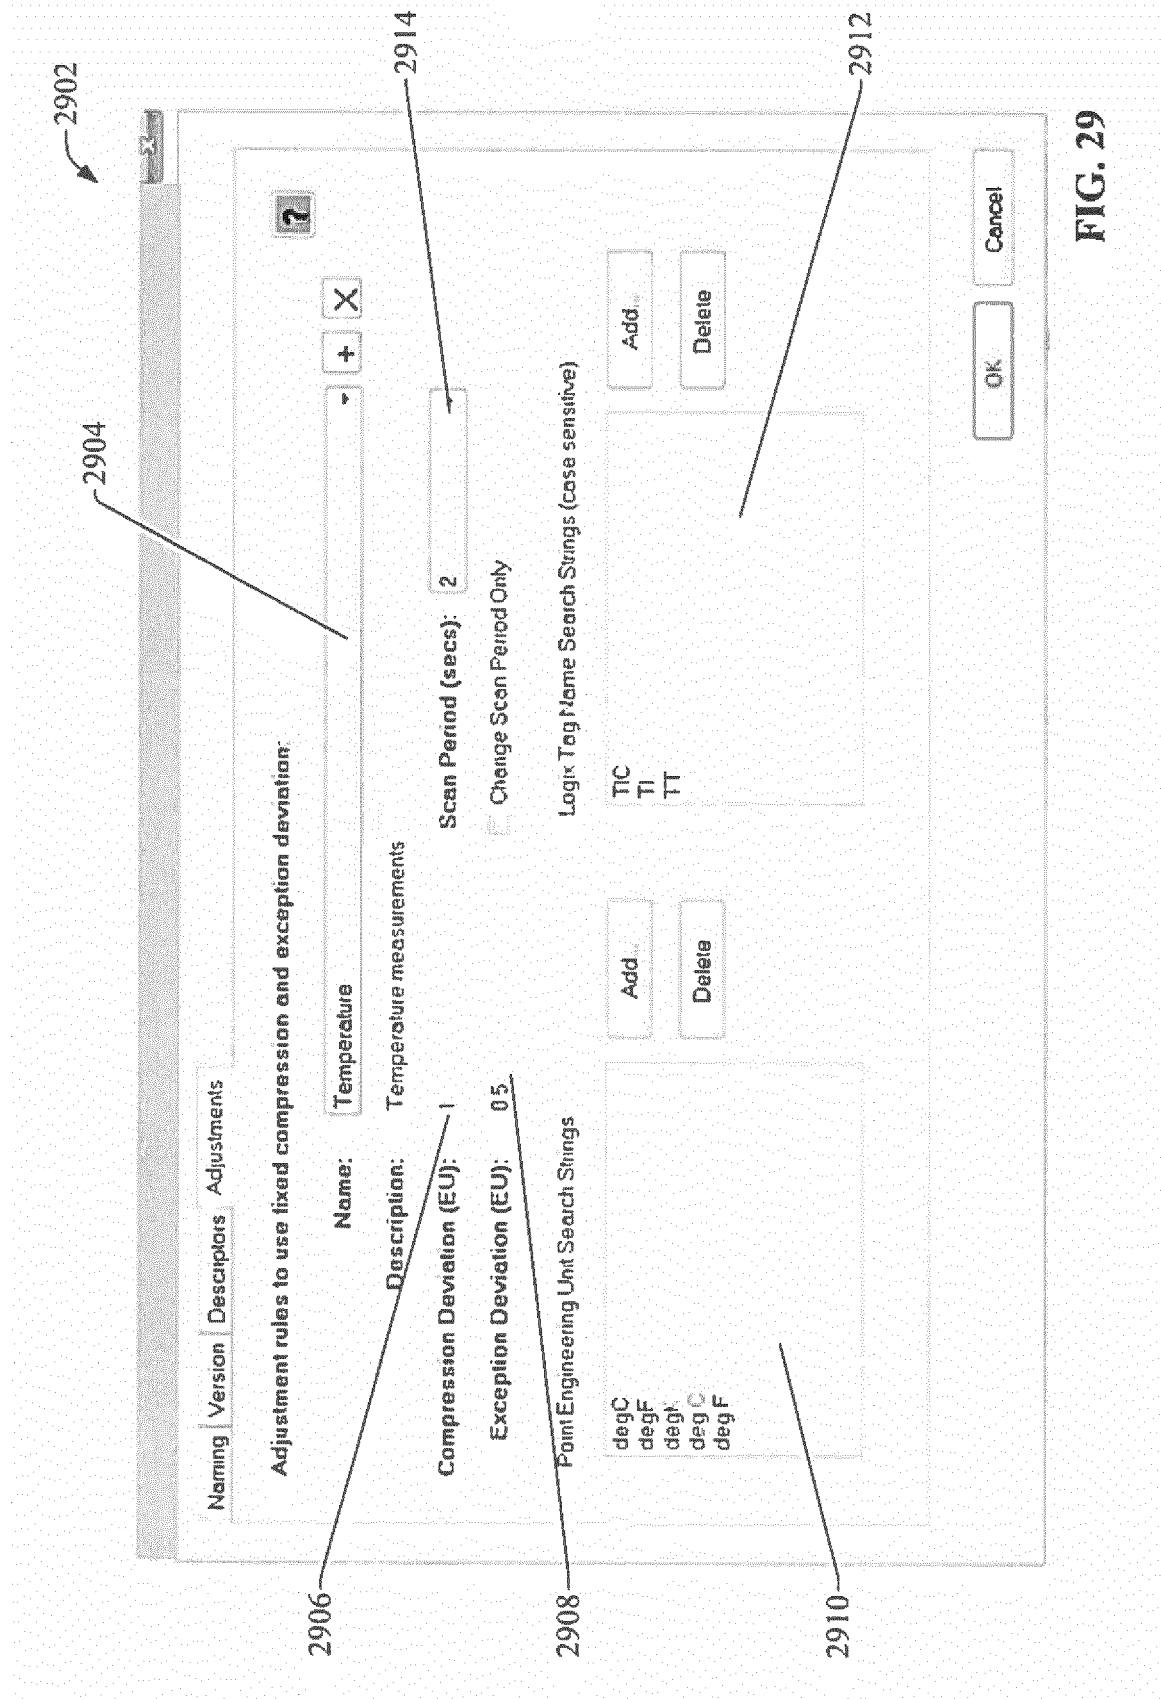 2902
2904
2914
Naming Version Descriptors Adjustments
Adjustment rules to use fixed compression and exception deviation:
?
Name: Temperature + X
Description: Temperature measurements
Compression Deviation (EU): 1 Scan Period (secs): 2
Exception Deviation (EU): 0.5 Change Scan Period Only
Point Engineering Unit Search Strings Logix Tag Name Search Strings (case sensitive)
degC TIC
degF TI
deg C TT
deg F
Add... Add...
Delete Delete
OK Cancel
2906
2908
2910
2912
FIG. 29